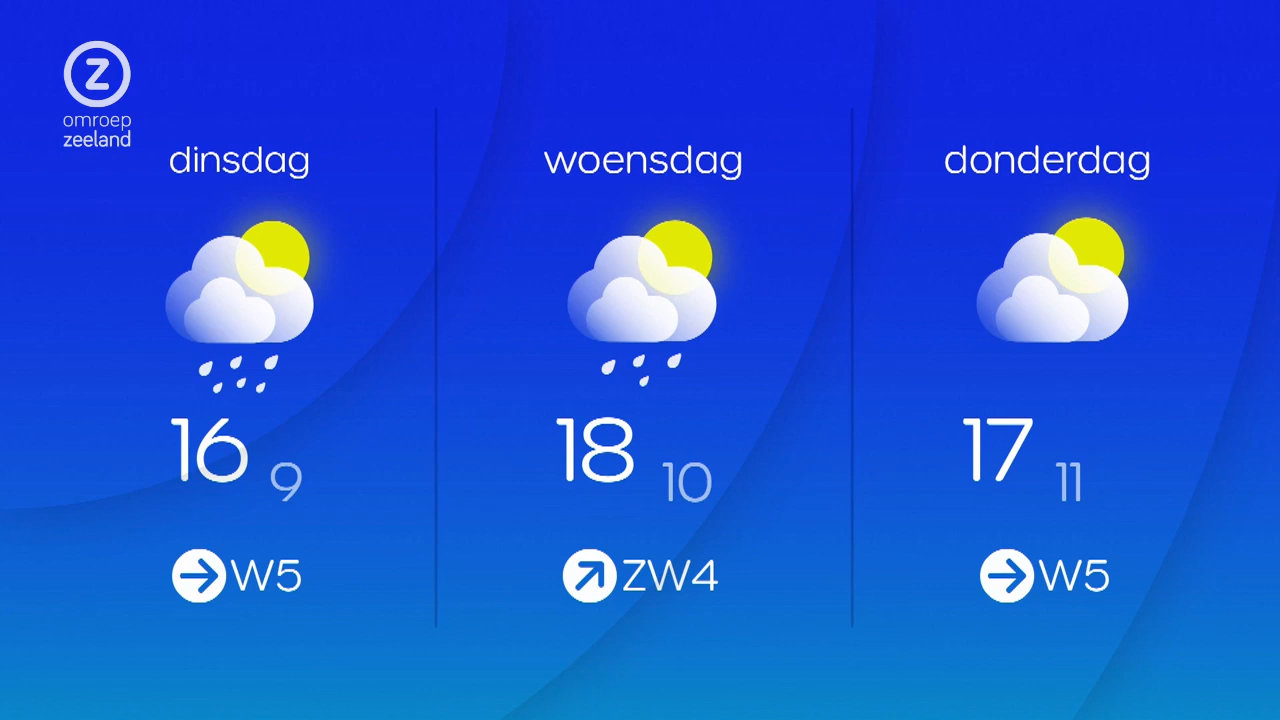 Z
omroep
zeeland
dinsdag
16 9
W5
woensdag
18 10
ZW4
donderdag
17 11
W5